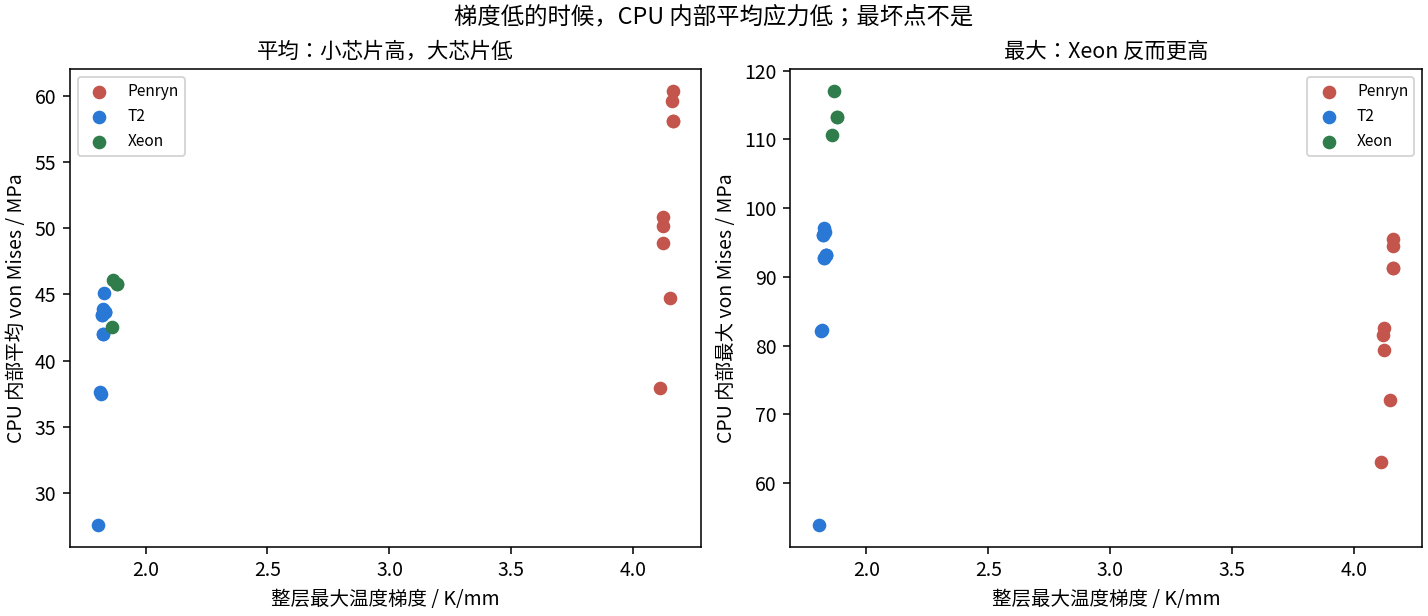 梯度低的时候，CPU 内部平均应力低；最坏点不是
平均：小芯片高，大芯片低
Penryn
T2
Xeon
60
55
50
45
40
35
30
CPU 内部平均 von Mises / MPa
2.0
2.5
3.0
3.5
4.0
整层最大温度梯度 / K/mm
最大：Xeon 反而更高
Penryn
T2
Xeon
120
110
100
90
80
70
60
CPU 内部最大 von Mises / MPa
2.0
2.5
3.0
3.5
4.0
整层最大温度梯度 / K/mm